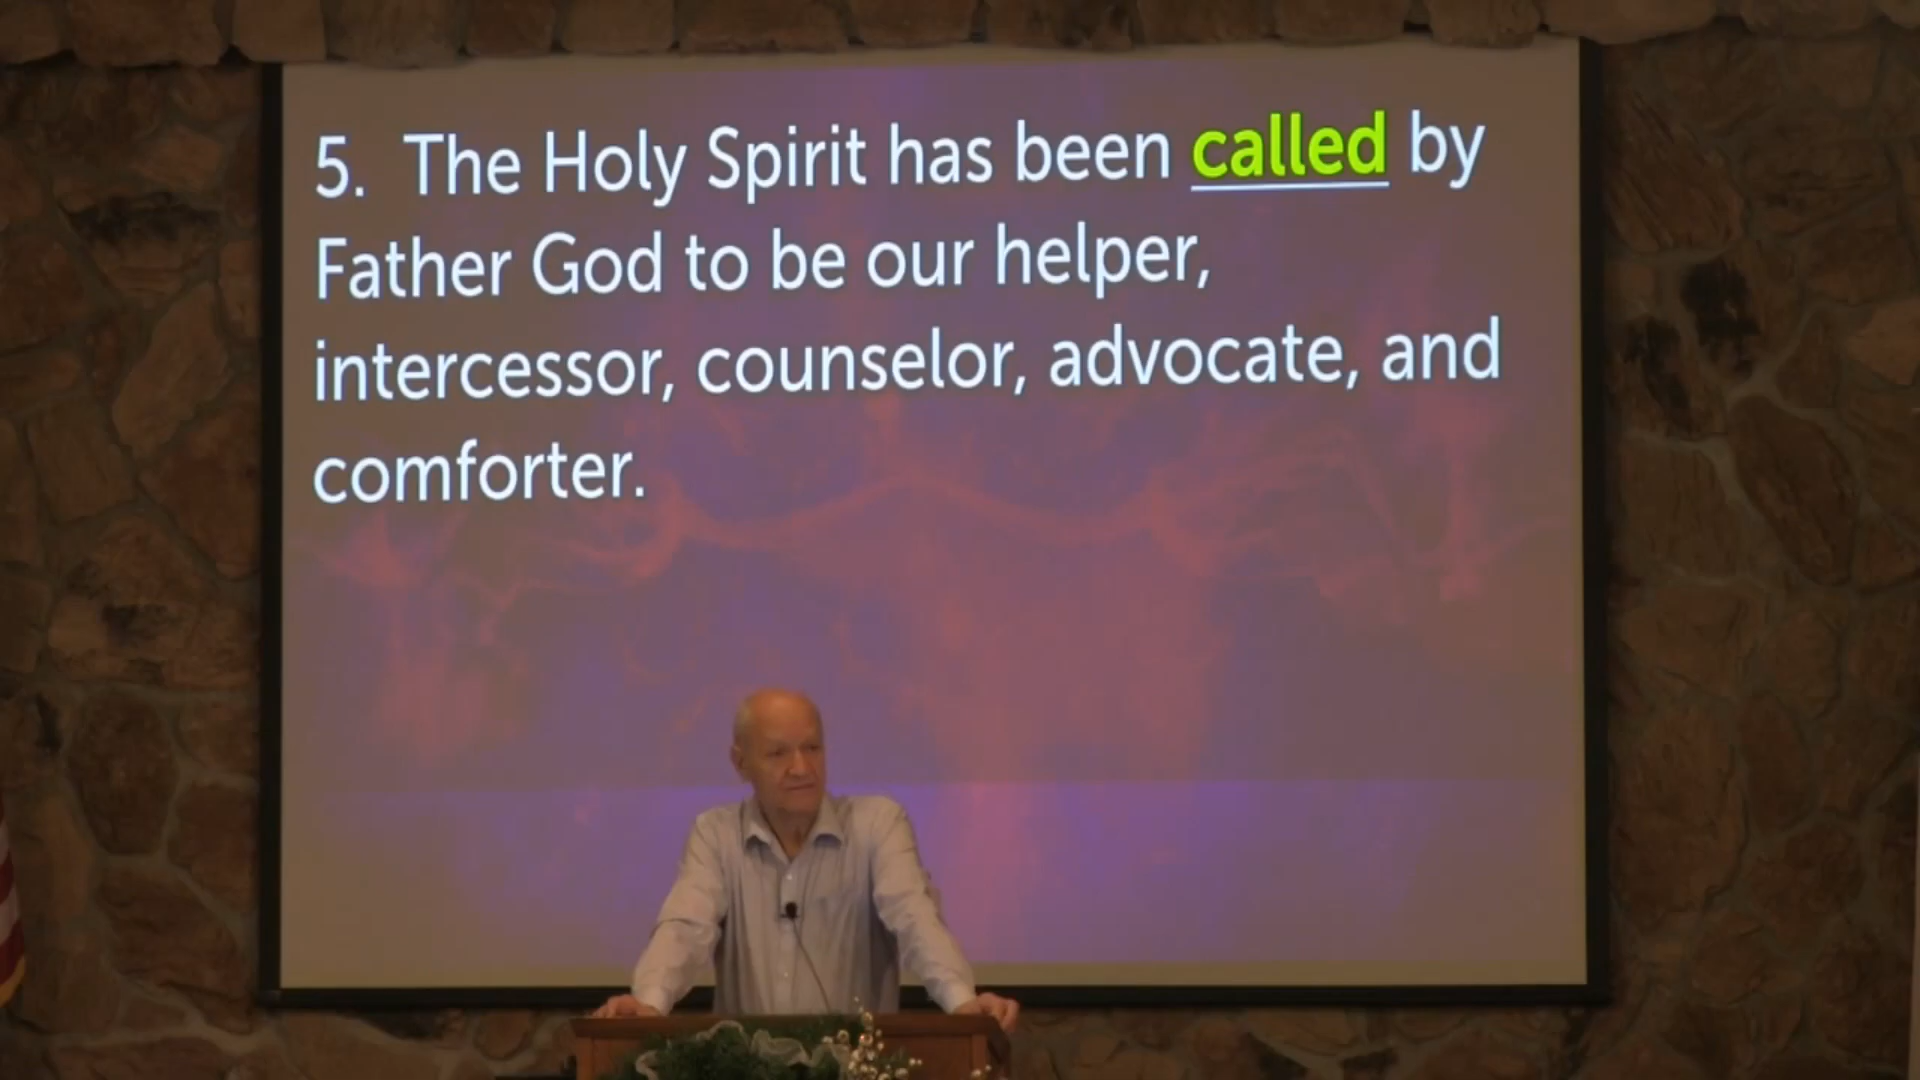 5. The Holy Spirit has been called by
Father God to be our helper,
intercessor, counselor, advocate, and
comforter.